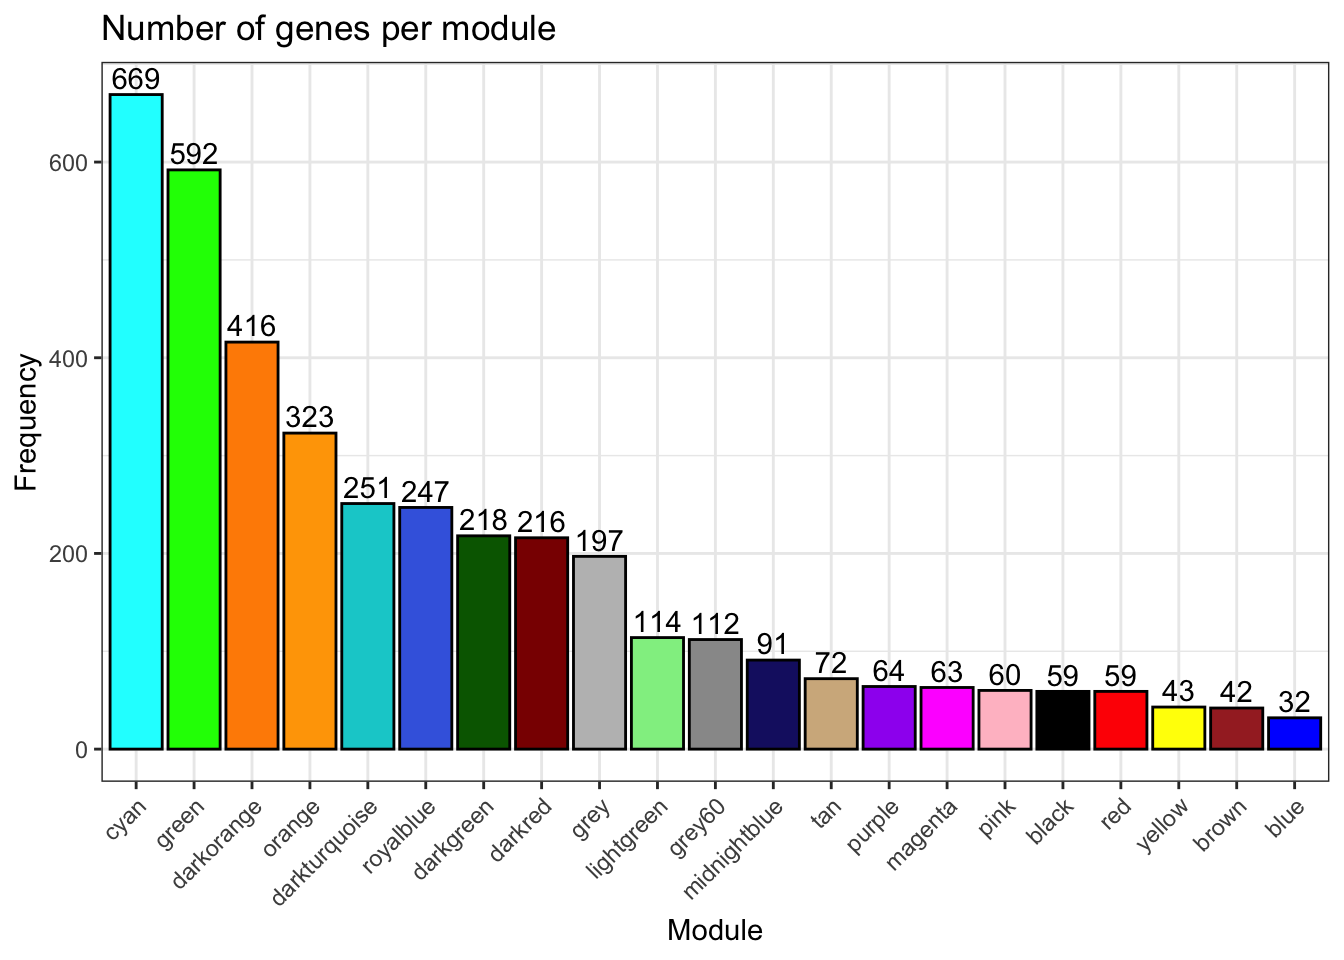 Number of genes per module
669
592
416
323
251
247
218
216
197
114
112
91
72
64
63
60
59
59
43
42
32
600
400
200
0
Frequency
cyan
green
darkorange
orange
darkturquoise
royalblue
darkgreen
darkred
grey
lightgreen
grey60
midnightblue
tan
purple
magenta
pink
black
red
yellow
brown
blue
Module